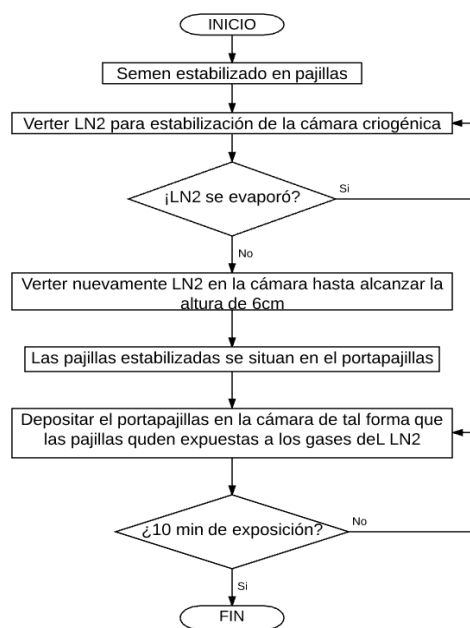 INICIO
Semen estabilizado en pajillas
Verter LN2 para estabilización de la cámara criogénica
¡LN2 se evaporó?
Si
No
Verter nuevamente LN2 en la cámara hasta alcanzar la
altura de 6cm
Las pajillas estabilizadas se situan en el portapajillas
Depositar el portapajillas en la cámara de tal forma que
las pajillas quden expuestas a los gases deL LN2
¿10 min de exposición?
No
Si
FIN